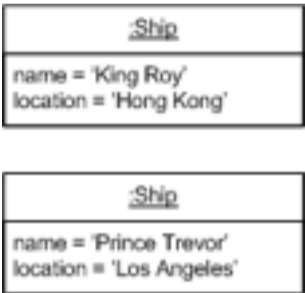 :Ship
name = 'King Roy'
location = 'Hong Kong'
:Ship
name = 'Prince Trevor'
location = 'Los Angeles'